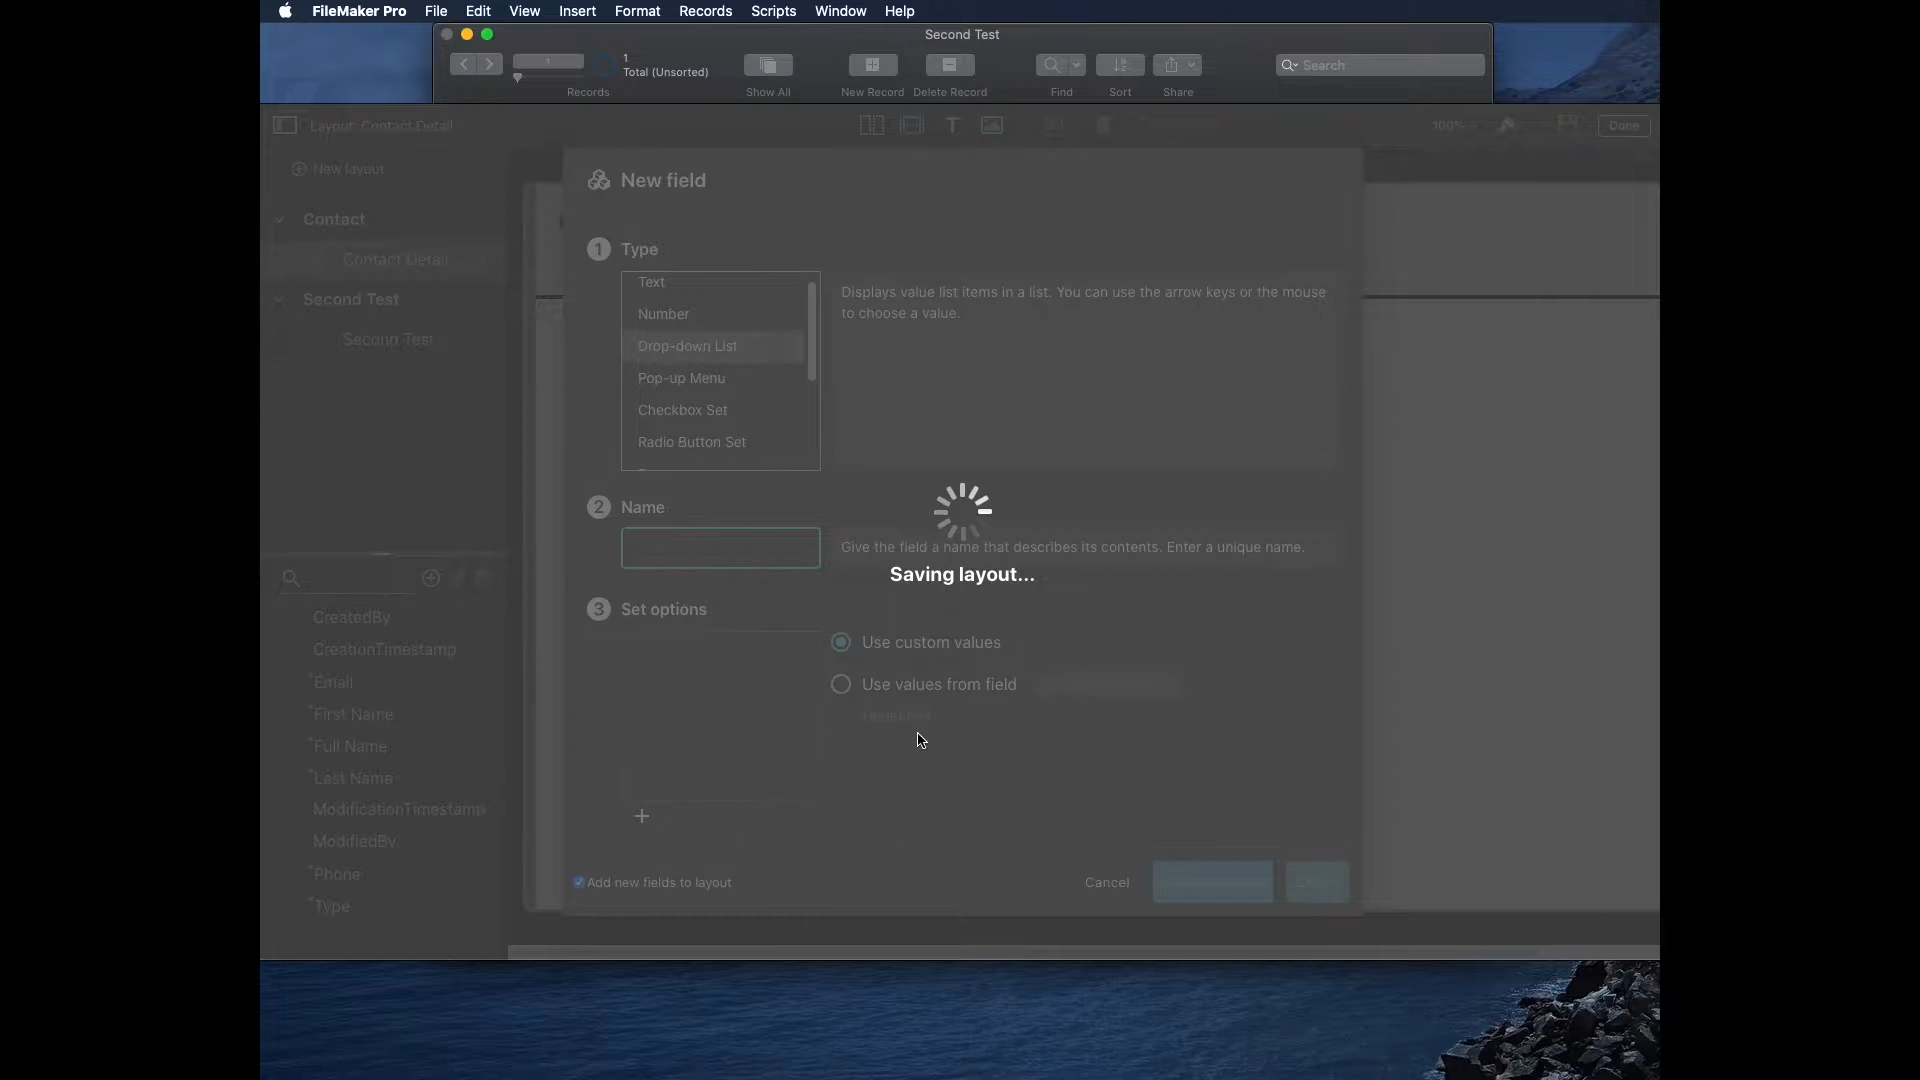 FileMaker Pro File Edit View Insert Format Records Scripts Window Help
Second Test
1
1
Total (Unsorted)
Search
Records
Show All
New Record
Delete Record
Find
Sort
Share
Layout: Contact Detail
T
100%
Done
New layout
Contact
Contact Detail
Second Test
Second Test
New field
1 Type
Text
Number
Drop-down List
Pop-up Menu
Checkbox Set
Radio Button Set
Displays value list items in a list. You can use the arrow keys or the mouse
to choose a value.
2 Name
Give the field a name that describes its contents. Enter a unique name.
Saving layout...
3 Set options
Use custom values
Use values from field
Add new fields to layout
Cancel
CreatedBy
CreationTimestamp
*Email
*First Name
*Full Name
*Last Name
ModificationTimestamp
ModifiedBy
*Phone
*Type